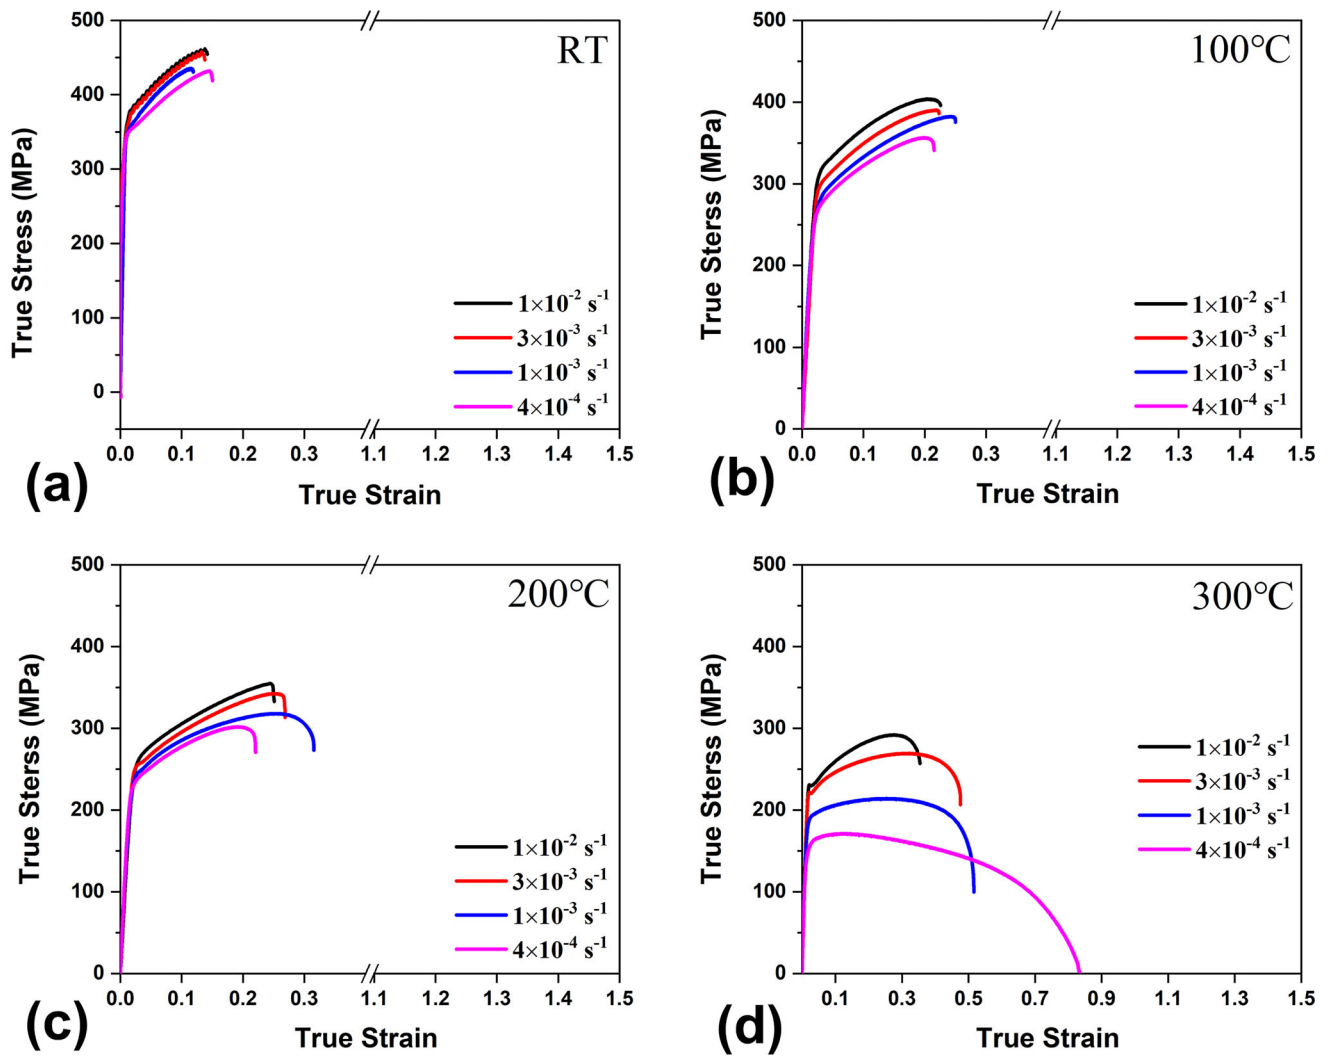 500
400
300
200
100
0
True Stress (MPa)
RT
1×10⁻² s⁻¹
3×10⁻³ s⁻¹
1×10⁻³ s⁻¹
4×10⁻⁴ s⁻¹
0.0 0.1 0.2 0.3 1.1 1.2 1.3 1.4 1.5
(a)
True Strain
500
400
300
200
100
0
True Sterss (MPa)
100℃
1×10⁻² s⁻¹
3×10⁻³ s⁻¹
1×10⁻³ s⁻¹
4×10⁻⁴ s⁻¹
0.0 0.1 0.2 0.3 1.1 1.2 1.3 1.4 1.5
(b)
True Strain
500
400
300
200
100
0
True Sterss (MPa)
200℃
1×10⁻² s⁻¹
3×10⁻³ s⁻¹
1×10⁻³ s⁻¹
4×10⁻⁴ s⁻¹
0.0 0.1 0.2 0.3 1.1 1.2 1.3 1.4 1.5
(c)
True Strain
500
400
300
200
100
0
True Sterss (MPa)
300℃
1×10⁻² s⁻¹
3×10⁻³ s⁻¹
1×10⁻³ s⁻¹
4×10⁻⁴ s⁻¹
0.1 0.3 0.5 0.7 0.9 1.1 1.3 1.5
(d)
True Strain